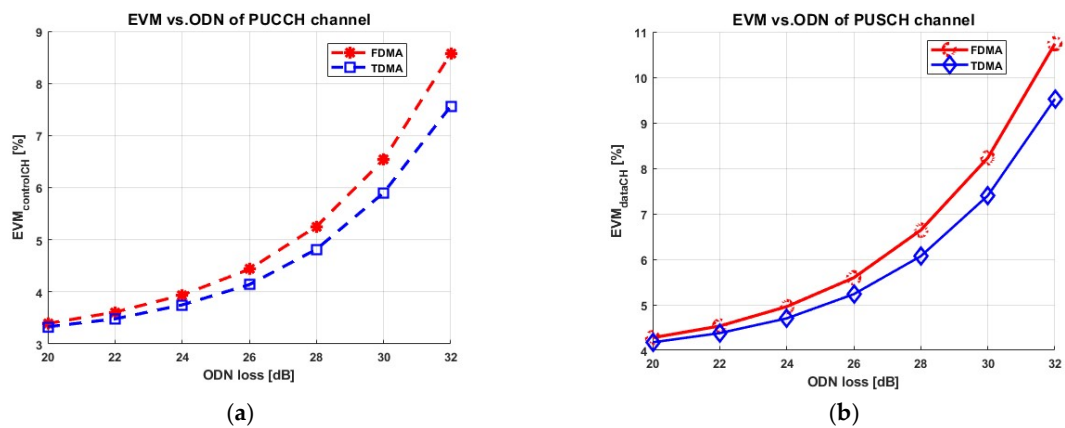 EVM vs.ODN of PUCCH channel
9
8
7
6
5
4
3
EVMcontrolCH [%]
FDMA
TDMA
20 22 24 26 28 30 32
ODN loss [dB]
(a)
EVM vs.ODN of PUSCH channel
11
10
9
8
7
6
5
4
EVMdataCH [%]
FDMA
TDMA
20 22 24 26 28 30 32
ODN loss [dB]
(b)